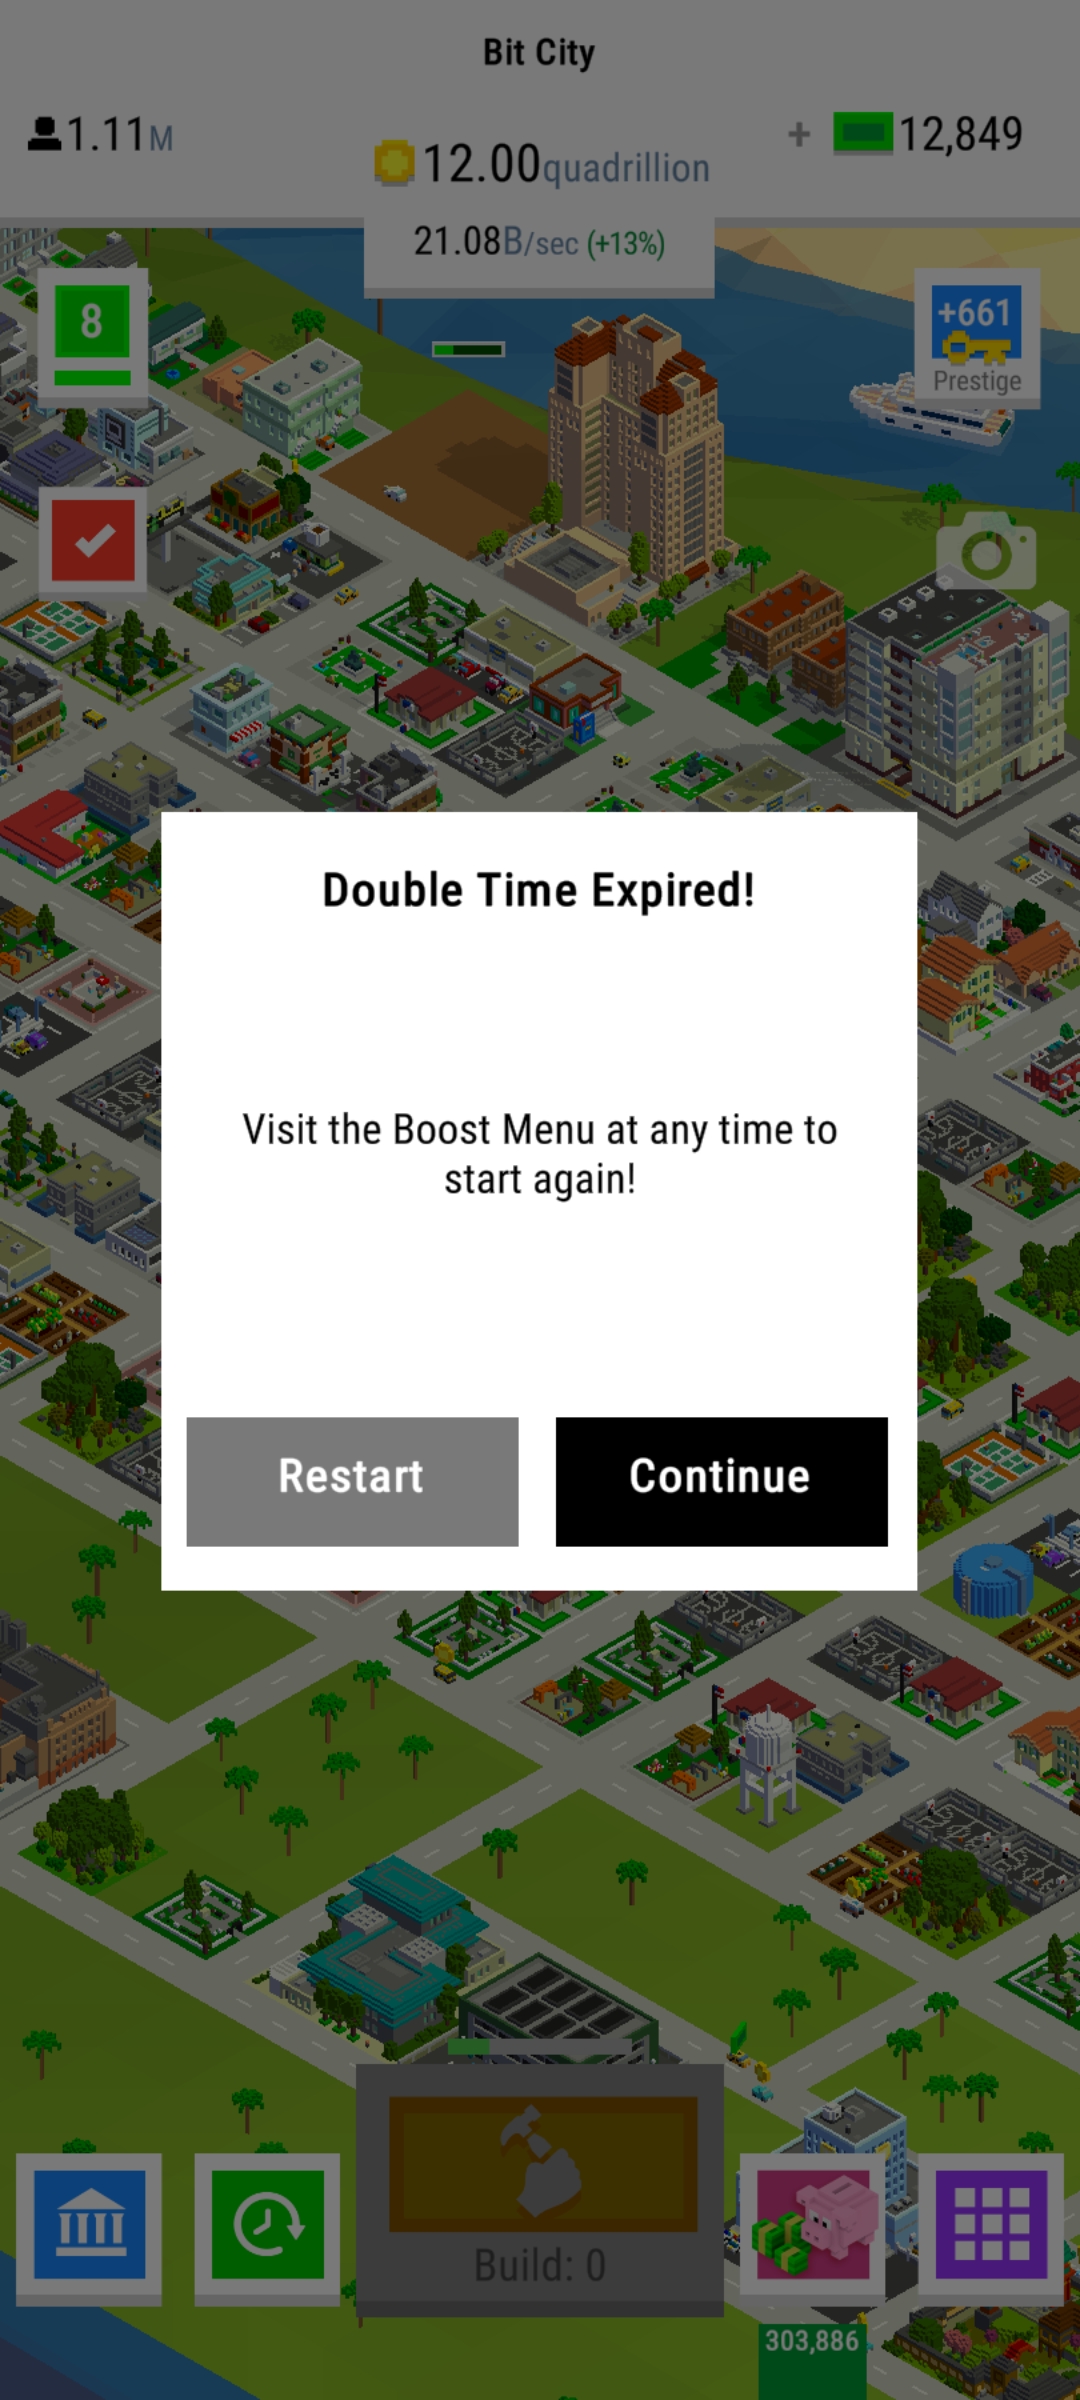 Bit City
1.11M
12.00quadrillion
+ 12,849
21.08B/sec (+13%)
8
+661
Prestige
Double Time Expired!
Visit the Boost Menu at any time to
start again!
Restart
Continue
Build: 0
303,886